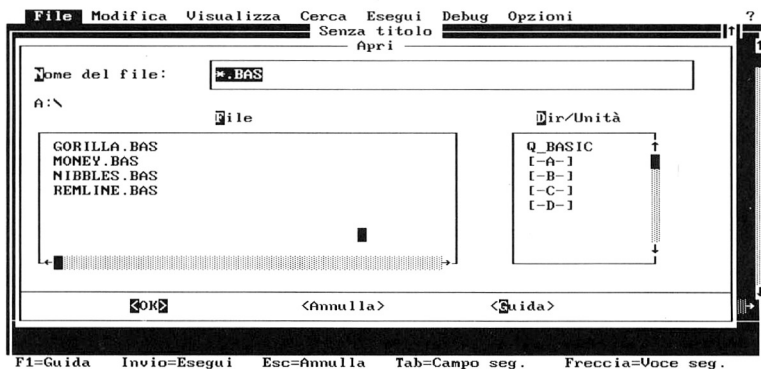 File Modifica Visualizza Cerca Esegui Debug Opzioni ?
Senza titolo
Apri
Nome del file: *.BAS
A:\
File Dir/Unità
GORILLA.BAS Q_BASIC
MONEY.BAS [-A-]
NIBBLES.BAS [-B-]
REMLINE.BAS [-C-]
[-D-]
<OK> <Annulla> <Guida>
F1=Guida Invio=Esegui Esc=Annulla Tab=Campo seg. Freccia=Voce seg.